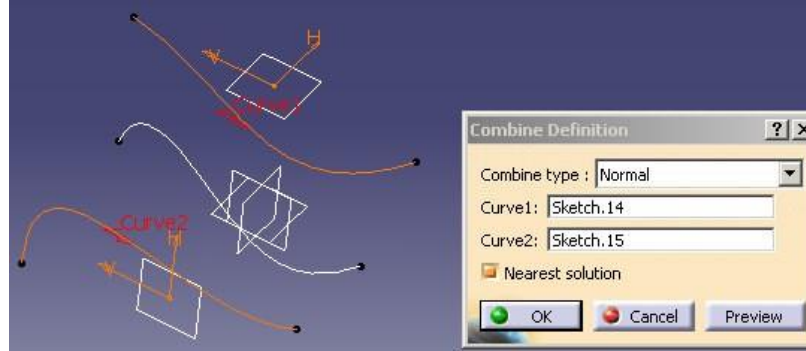 H
V
Curve1
Curve2
H
V
Combine Definition
? X
Combine type : Normal
Curve1: Sketch.14
Curve2: Sketch.15
Nearest solution
OK Cancel Preview